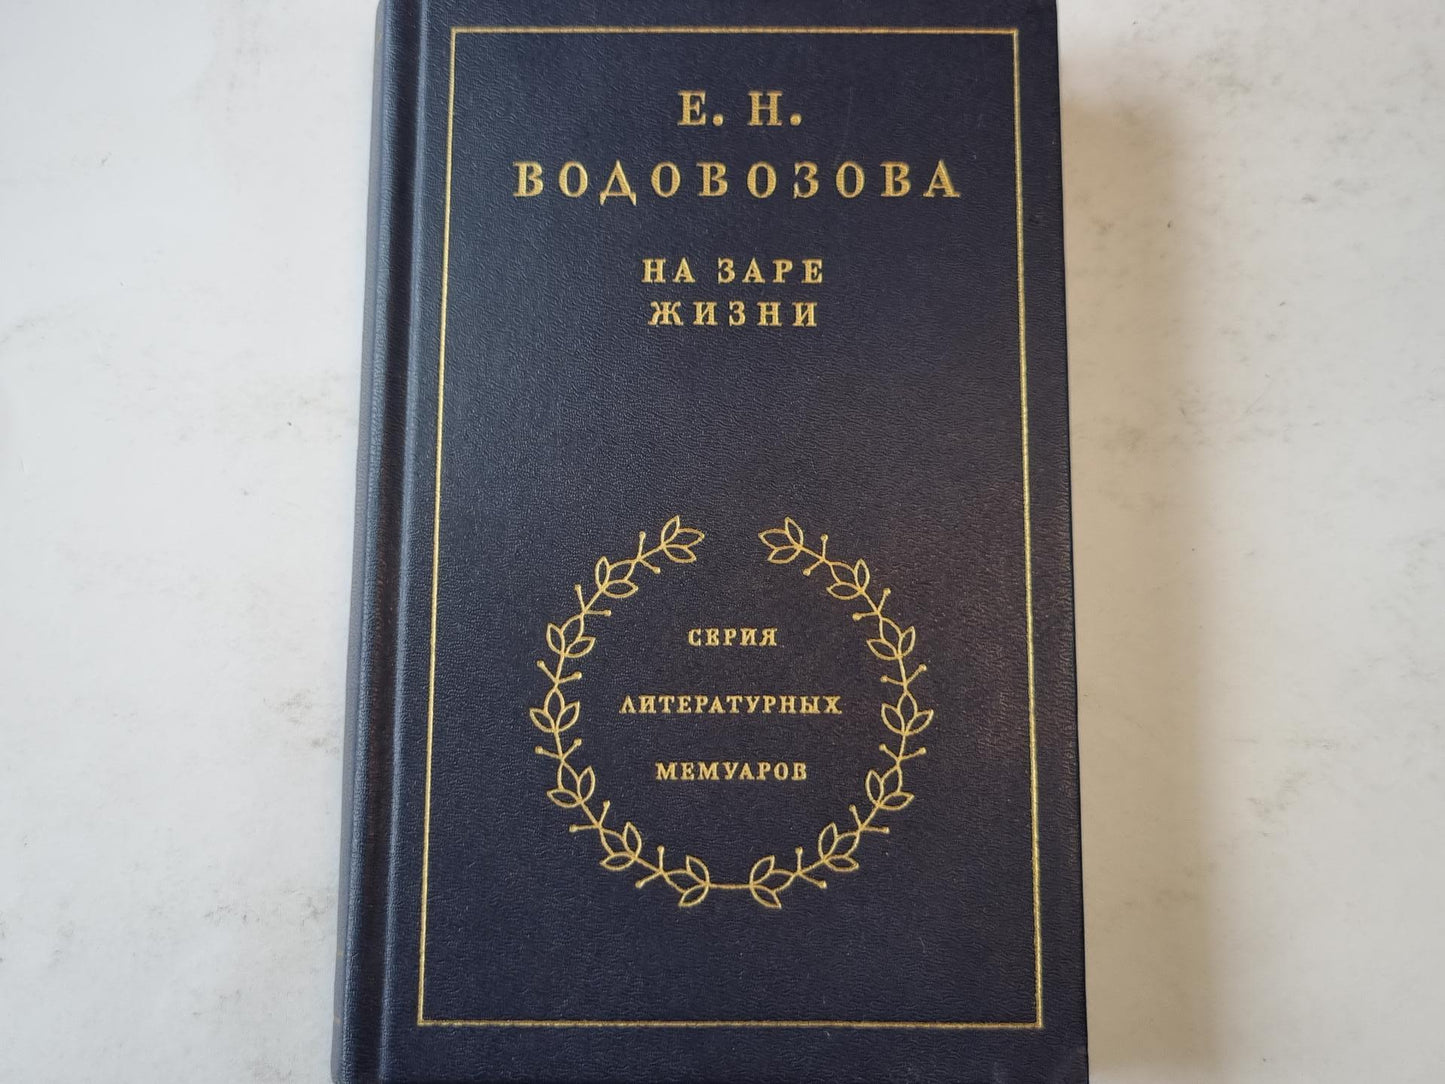 Е. Н.
ВОДОВОЗОВА
НА ЗАРЕ
ЖИЗНИ
СЕРИЯ
ЛИТЕРАТУРНЫХ
МЕМУАРОВ